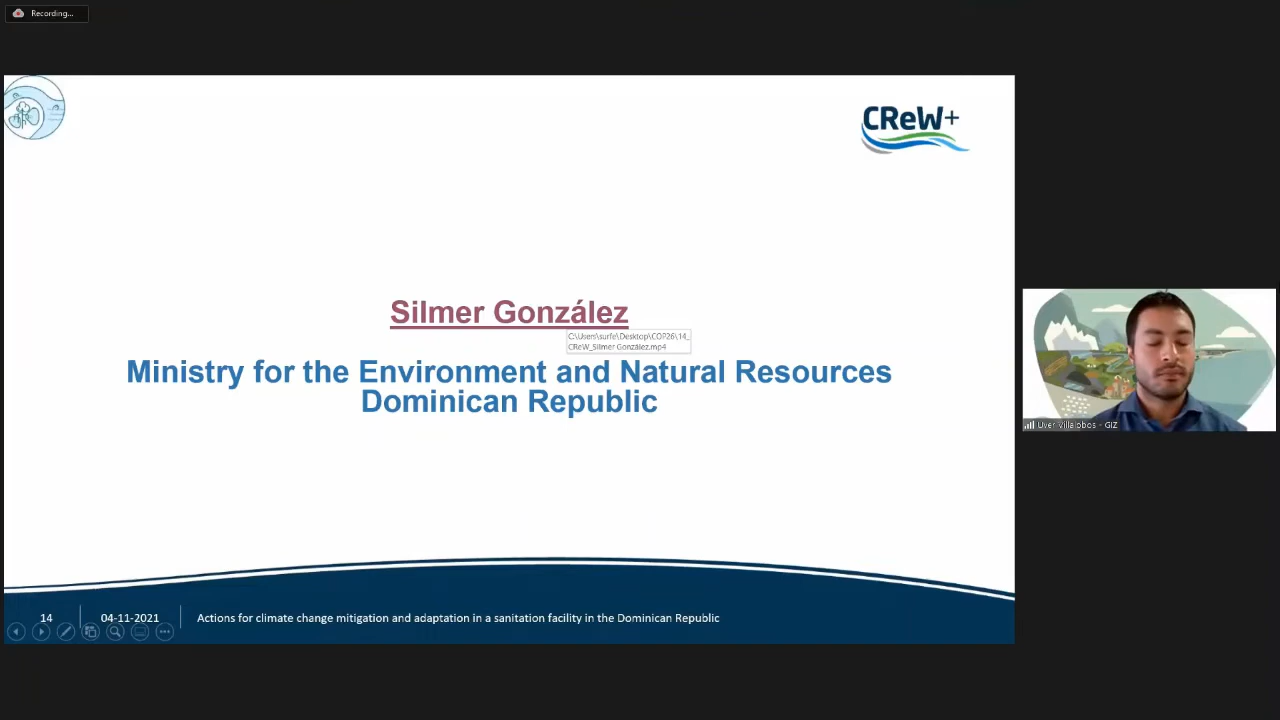 Recording...
CReW+
Silmer González
C:\Users\surfe\Desktop\COP26\14_
CReW_Silmer González.mp4
Ministry for the Environment and Natural Resources
Dominican Republic
Villalobos - GIZ
14
04-11-2021
Actions for climate change mitigation and adaptation in a sanitation facility in the Dominican Republic